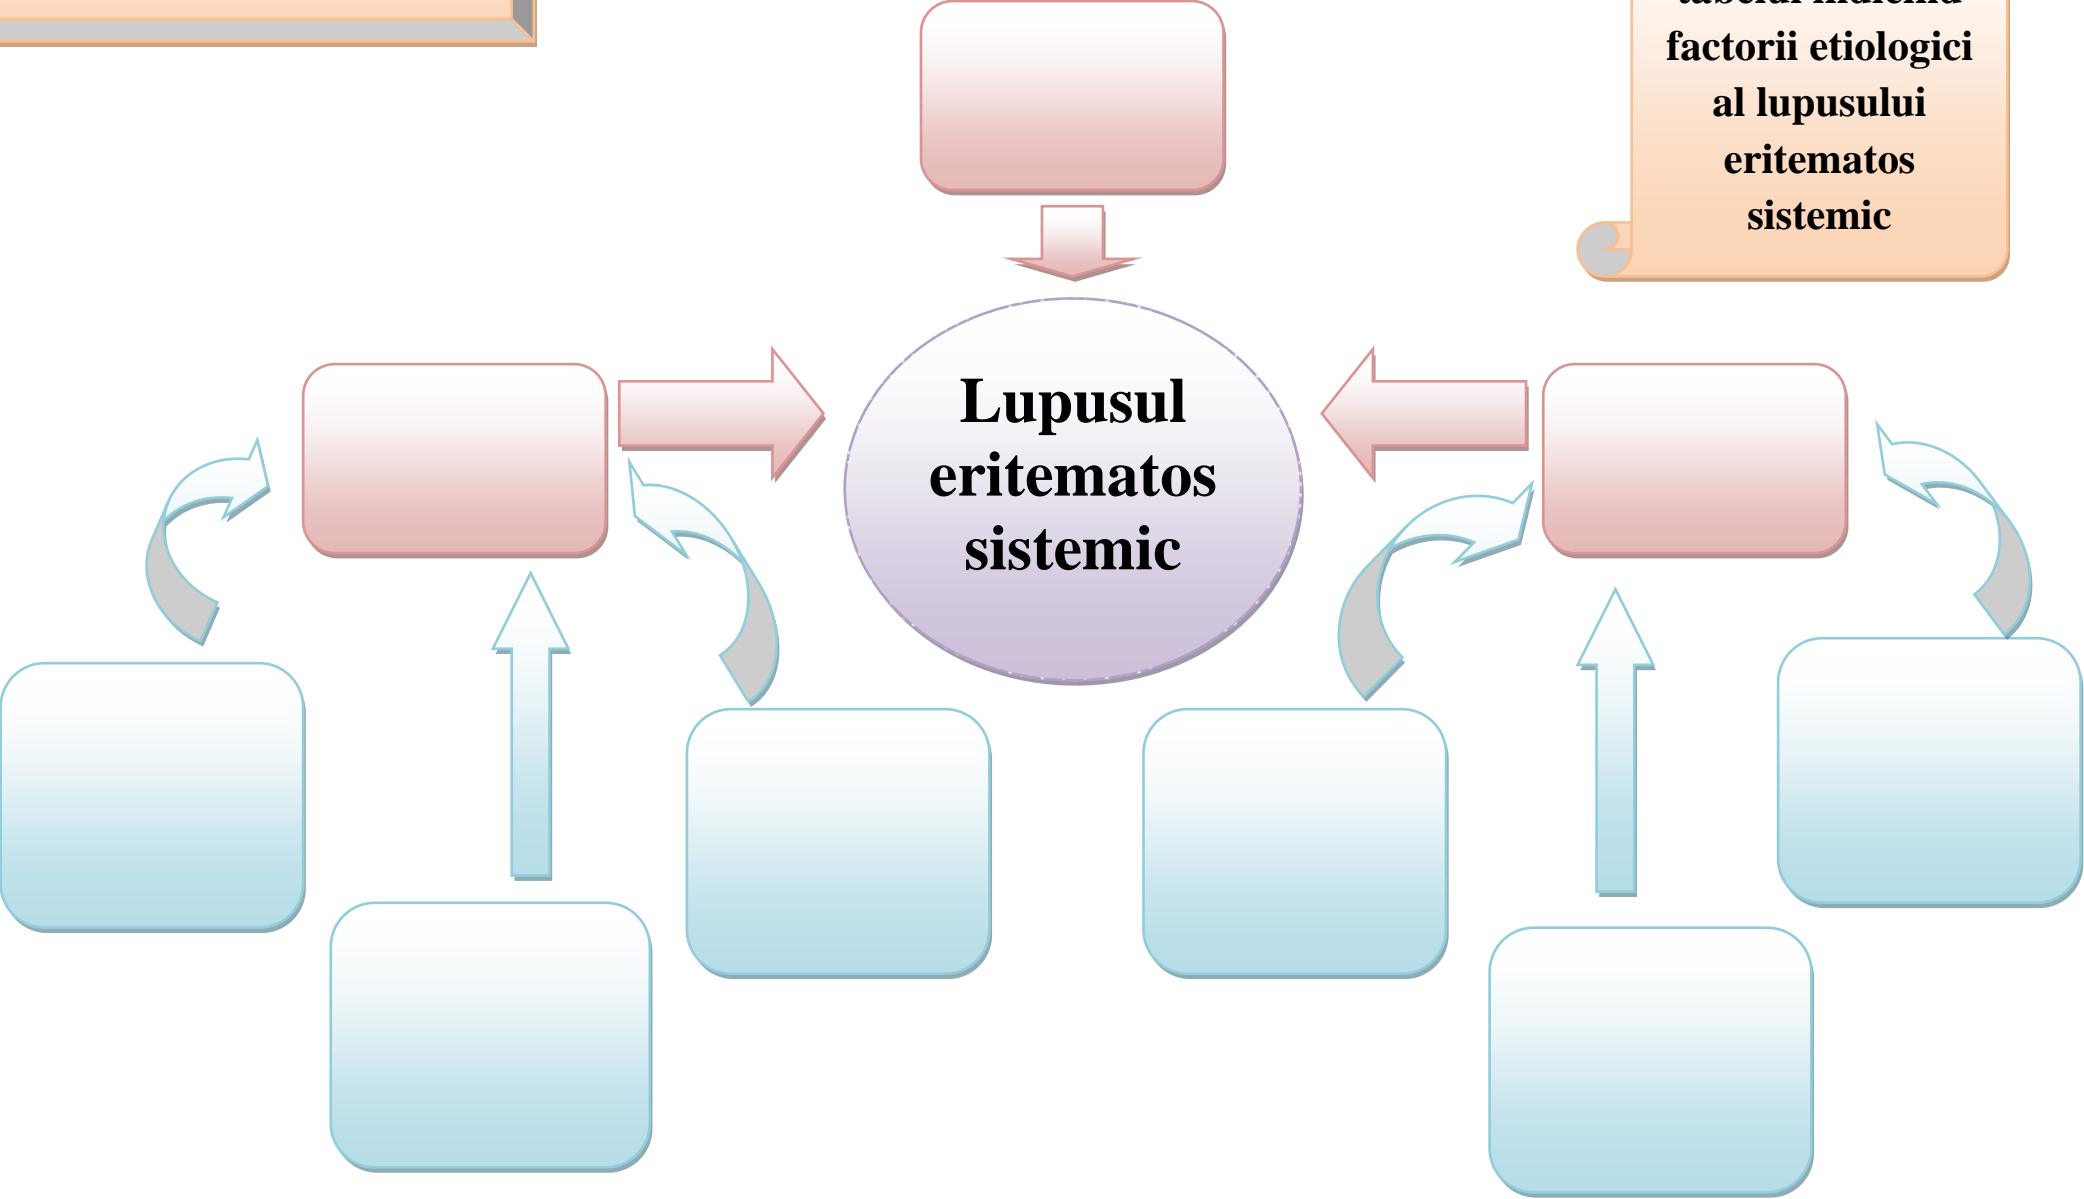 factorii etiologici
al lupusului
eritematos
sistemic
Lupusul
eritematos
sistemic